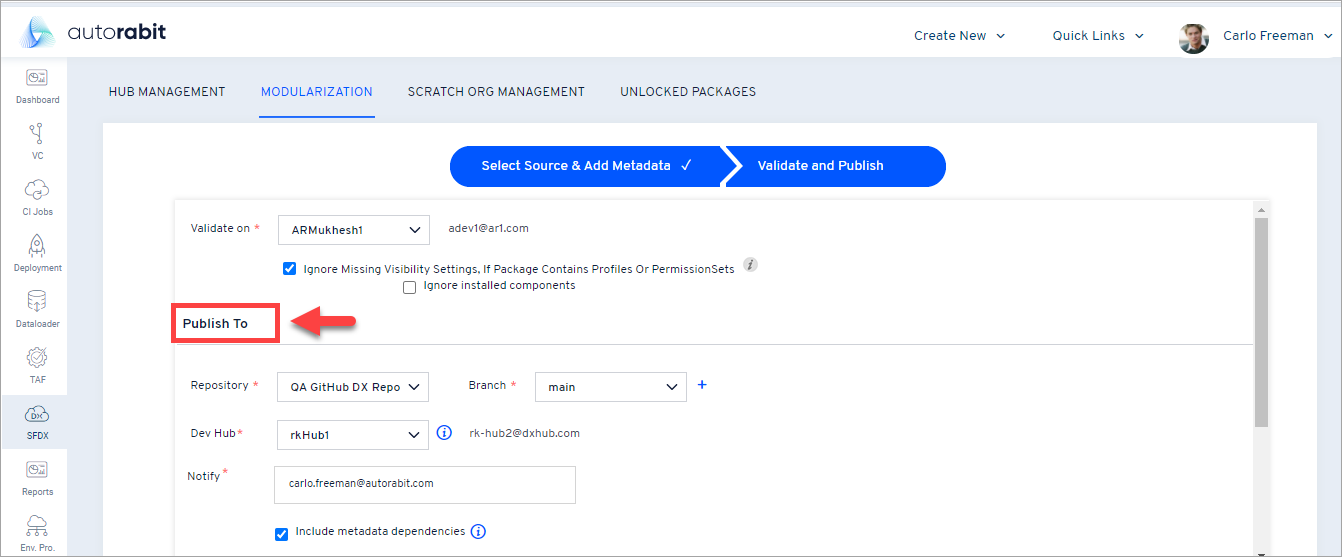 autorabit
Create New
Quick Links
Carlo Freeman
Dashboard
VC
CI Jobs
Deployment
Dataloader
TAF
DX
SFDX
Reports
Env. Pro.
HUB MANAGEMENT
MODULARIZATION
SCRATCH ORG MANAGEMENT
UNLOCKED PACKAGES
Select Source & Add Metadata ✓
Validate and Publish
Validate on *
ARMukhesh1
adev1@ar1.com
Ignore Missing Visibility Settings, If Package Contains Profiles Or PermissionSets
Ignore installed components
Publish To
Repository *
QA GitHub DX Repo
Branch *
main
+
Dev Hub*
rkHub1
rk-hub2@dxhub.com
Notify*
carlo.freeman@autorabit.com
Include metadata dependencies